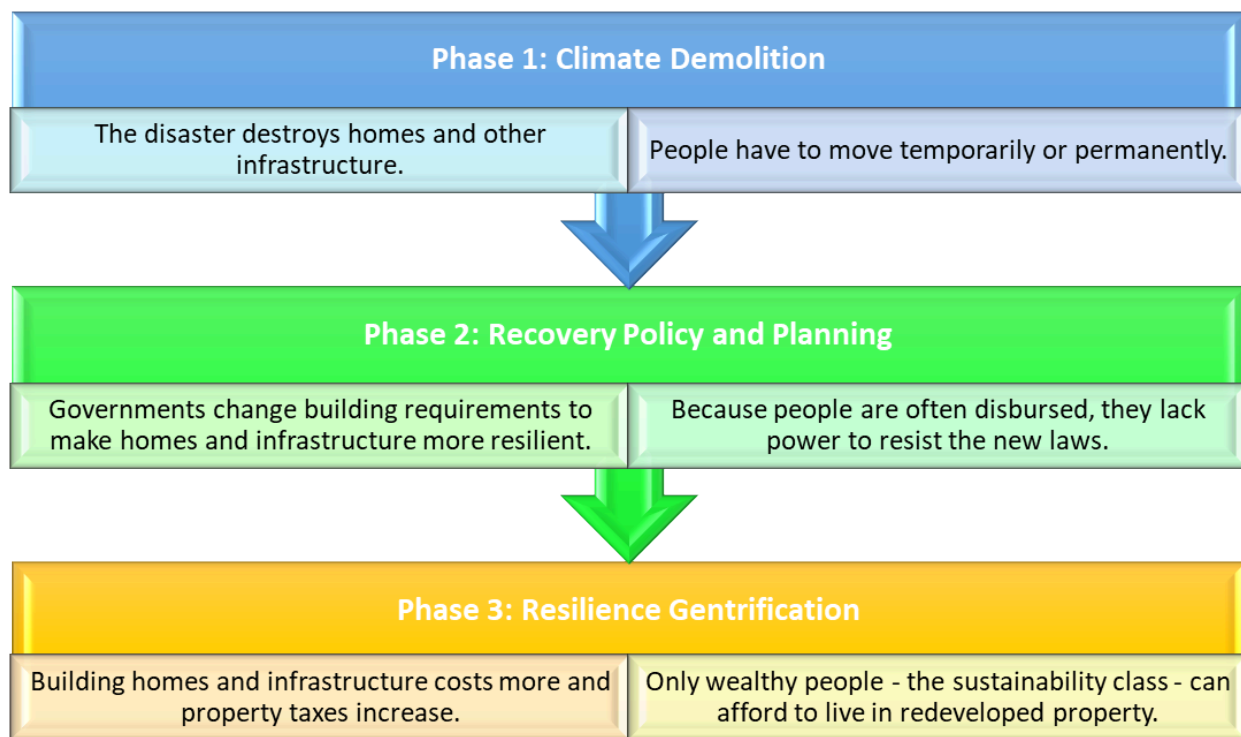 Phase 1: Climate Demolition
The disaster destroys homes and other
infrastructure.
People have to move temporarily or permanently.
Phase 2: Recovery Policy and Planning
Governments change building requirements to
make homes and infrastructure more resilient.
Because people are often disbursed, they lack
power to resist the new laws.
Phase 3: Resilience Gentrification
Building homes and infrastructure costs more and
property taxes increase.
Only wealthy people - the sustainability class - can
afford to live in redeveloped property.